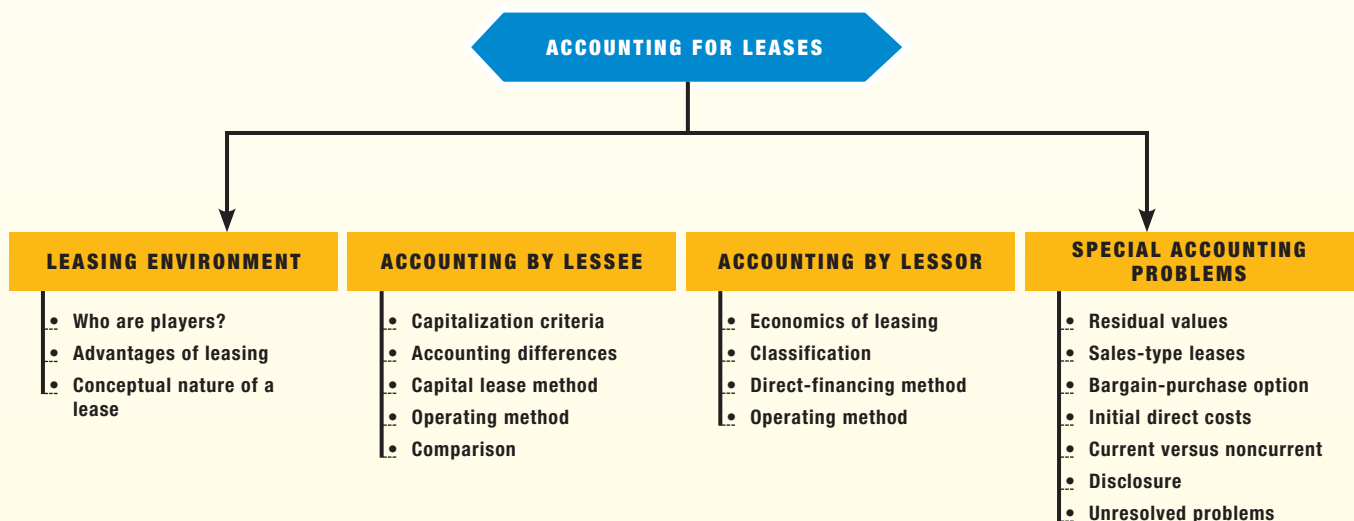 ACCOUNTING FOR LEASES
LEASING ENVIRONMENT
• Who are players?
• Advantages of leasing
• Conceptual nature of a
lease
ACCOUNTING BY LESSEE
• Capitalization criteria
• Accounting differences
• Capital lease method
• Operating method
• Comparison
ACCOUNTING BY LESSOR
• Economics of leasing
• Classification
• Direct-financing method
• Operating method
SPECIAL ACCOUNTING
PROBLEMS
• Residual values
• Sales-type leases
• Bargain-purchase option
• Initial direct costs
• Current versus noncurrent
• Disclosure
• Unresolved problems